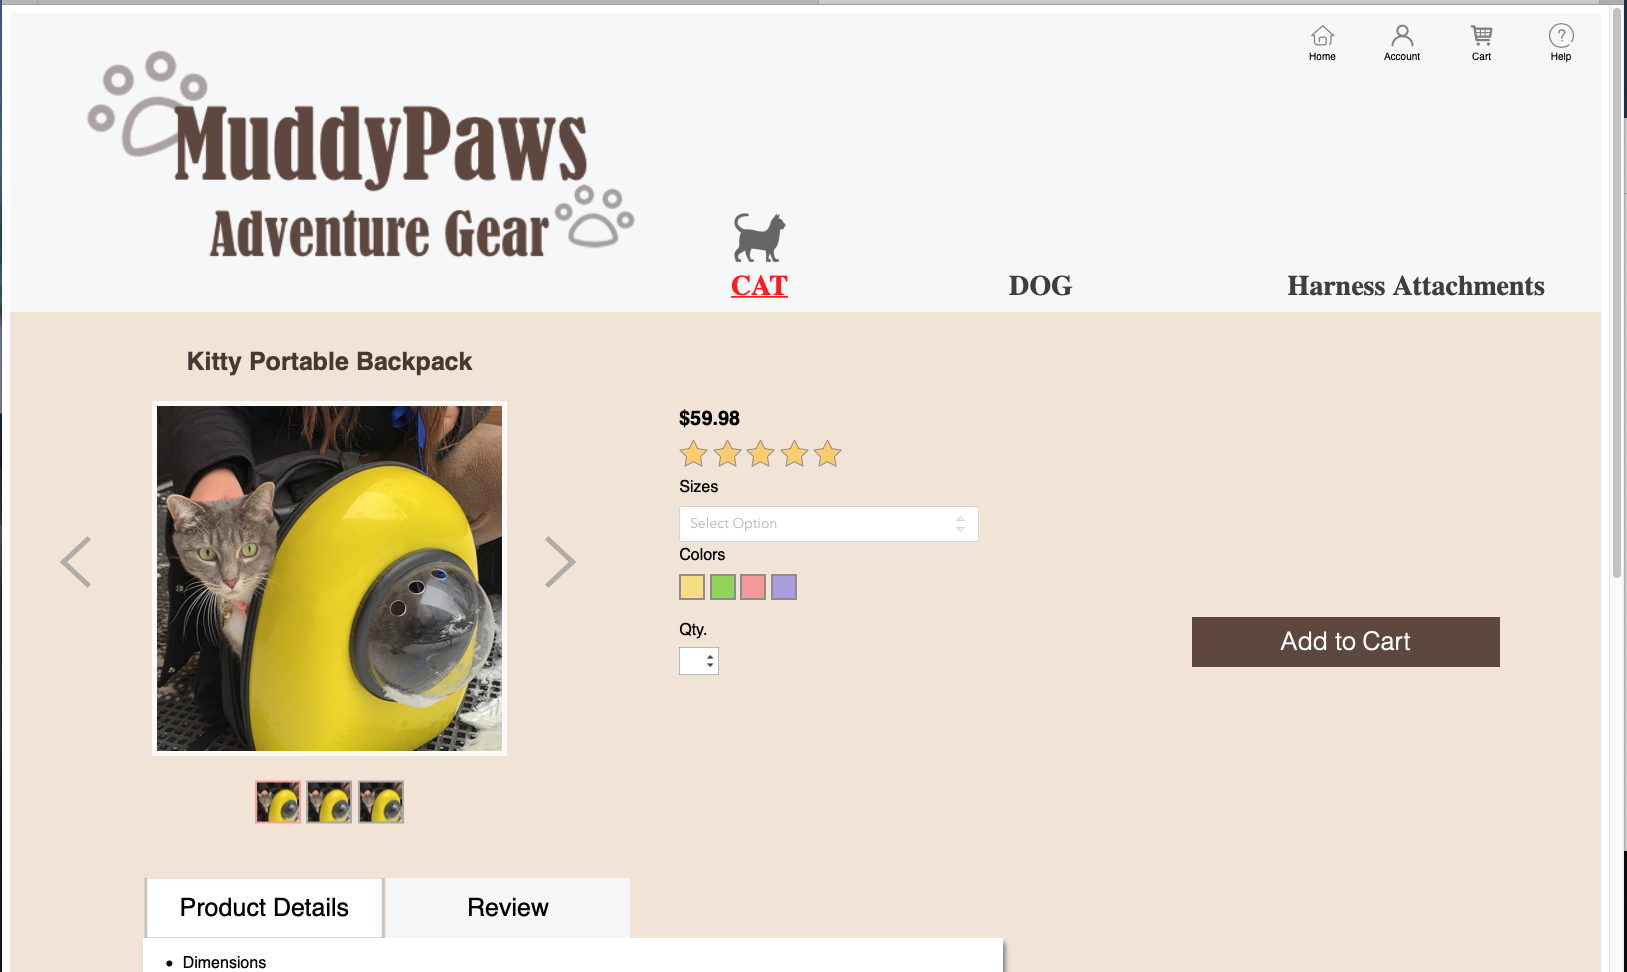 Home
Account
Cart
Help
MuddyPaws
Adventure Gear
CAT
DOG
Harness Attachments
Kitty Portable Backpack
$59.98
Sizes
Select Option
Colors
Qty.
Add to Cart
Product Details
Review
• Dimensions